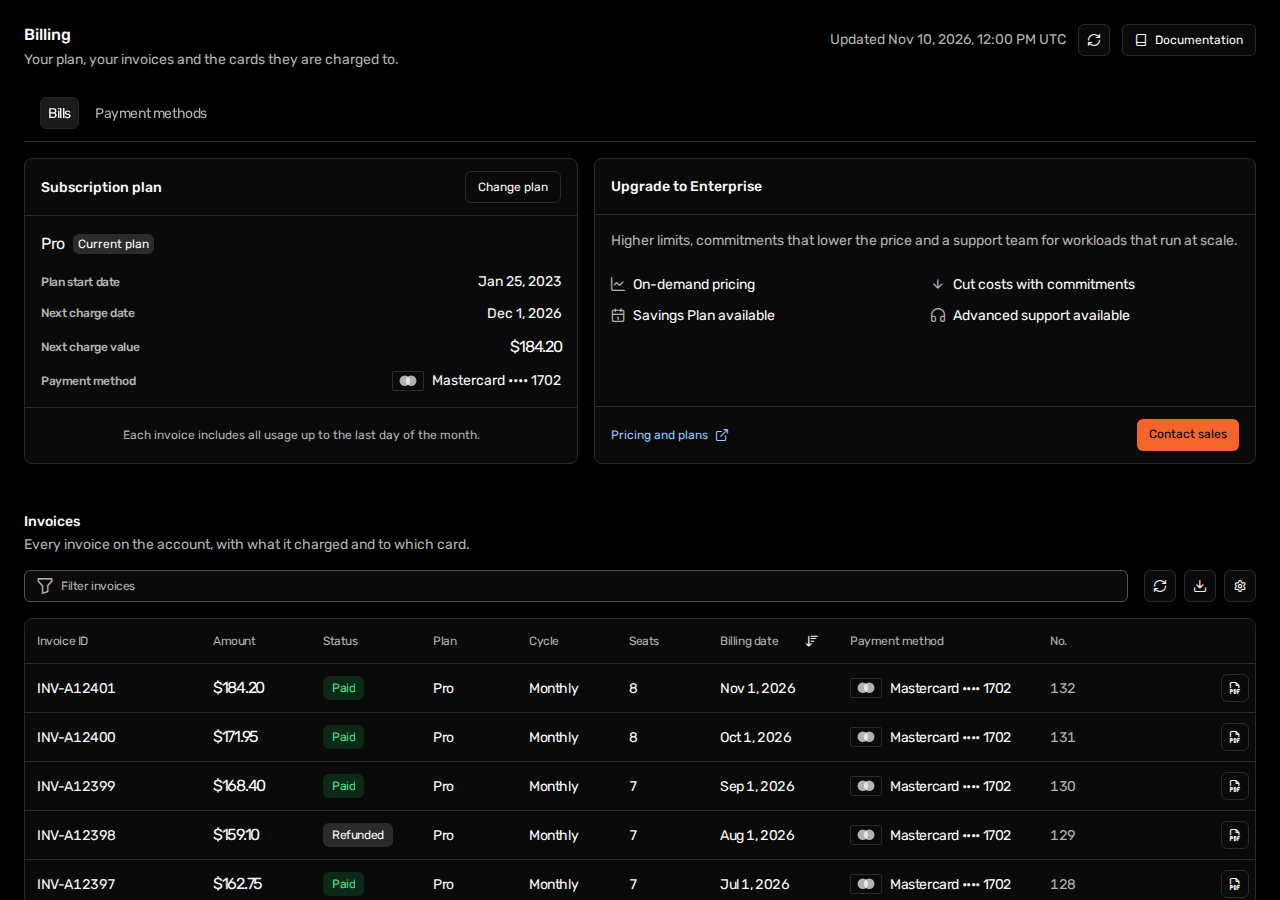 Billing
Your plan, your invoices and the cards they are charged to.
Updated Nov 10, 2026, 12:00 PM UTC
Documentation
Bills Payment methods
Subscription plan
Change plan
Pro Current plan
Plan start date Jan 25, 2023
Next charge date Dec 1, 2026
Next charge value $184.20
Payment method Mastercard •••• 1702
Each invoice includes all usage up to the last day of the month.
Upgrade to Enterprise
Higher limits, commitments that lower the price and a support team for workloads that run at scale.
On-demand pricing Cut costs with commitments
Savings Plan available Advanced support available
Pricing and plans Contact sales
Invoices
Every invoice on the account, with what it charged and to which card.
Filter invoices
Invoice ID Amount Status Plan Cycle Seats Billing date Payment method No.
INV-A12401 $184.20 Paid Pro Monthly 8 Nov 1, 2026 Mastercard •••• 1702 132 PDF
INV-A12400 $171.95 Paid Pro Monthly 8 Oct 1, 2026 Mastercard •••• 1702 131 PDF
INV-A12399 $168.40 Paid Pro Monthly 7 Sep 1, 2026 Mastercard •••• 1702 130 PDF
INV-A12398 $159.10 Refunded Pro Monthly 7 Aug 1, 2026 Mastercard •••• 1702 129 PDF
INV-A12397 $162.75 Paid Pro Monthly 7 Jul 1, 2026 Mastercard •••• 1702 128 PDF